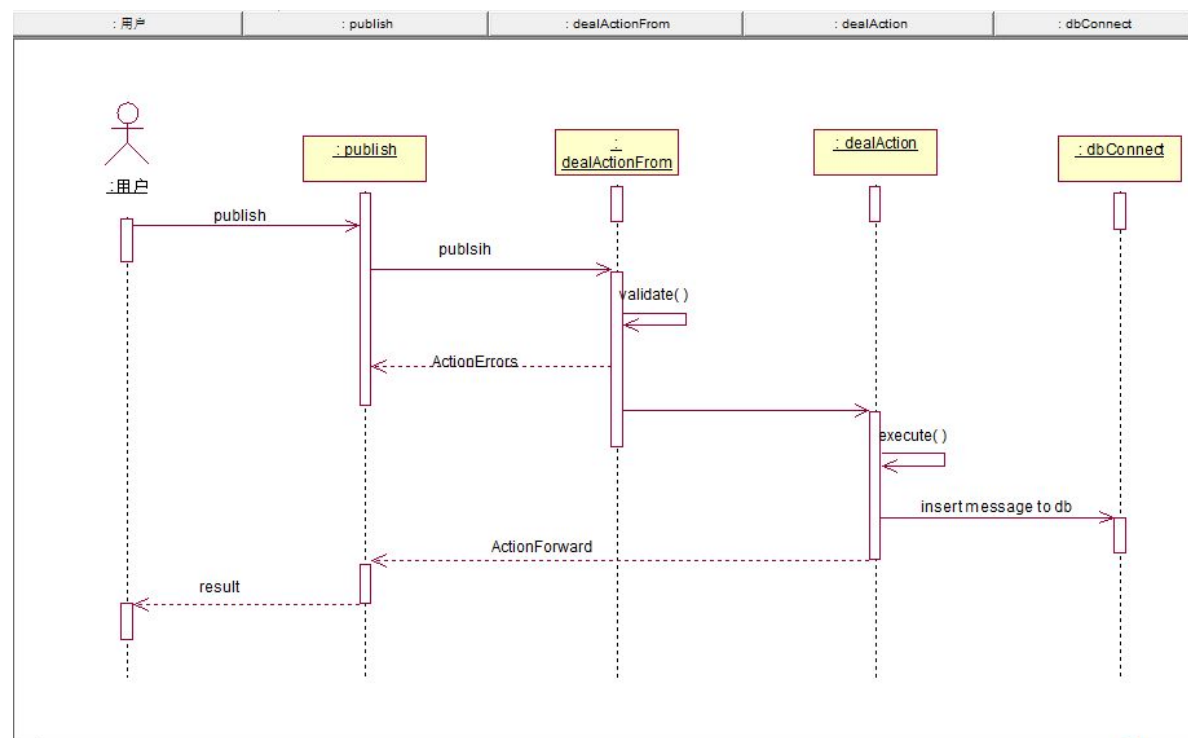 : 用户
: publish
: dealActionFrom
: dealAction
: dbConnect
: publish
:
dealActionFrom
: dealAction
: dbConnect
:用户
publish
publsih
validate( )
ActionErrors
execute( )
insert message to db
ActionForward
result